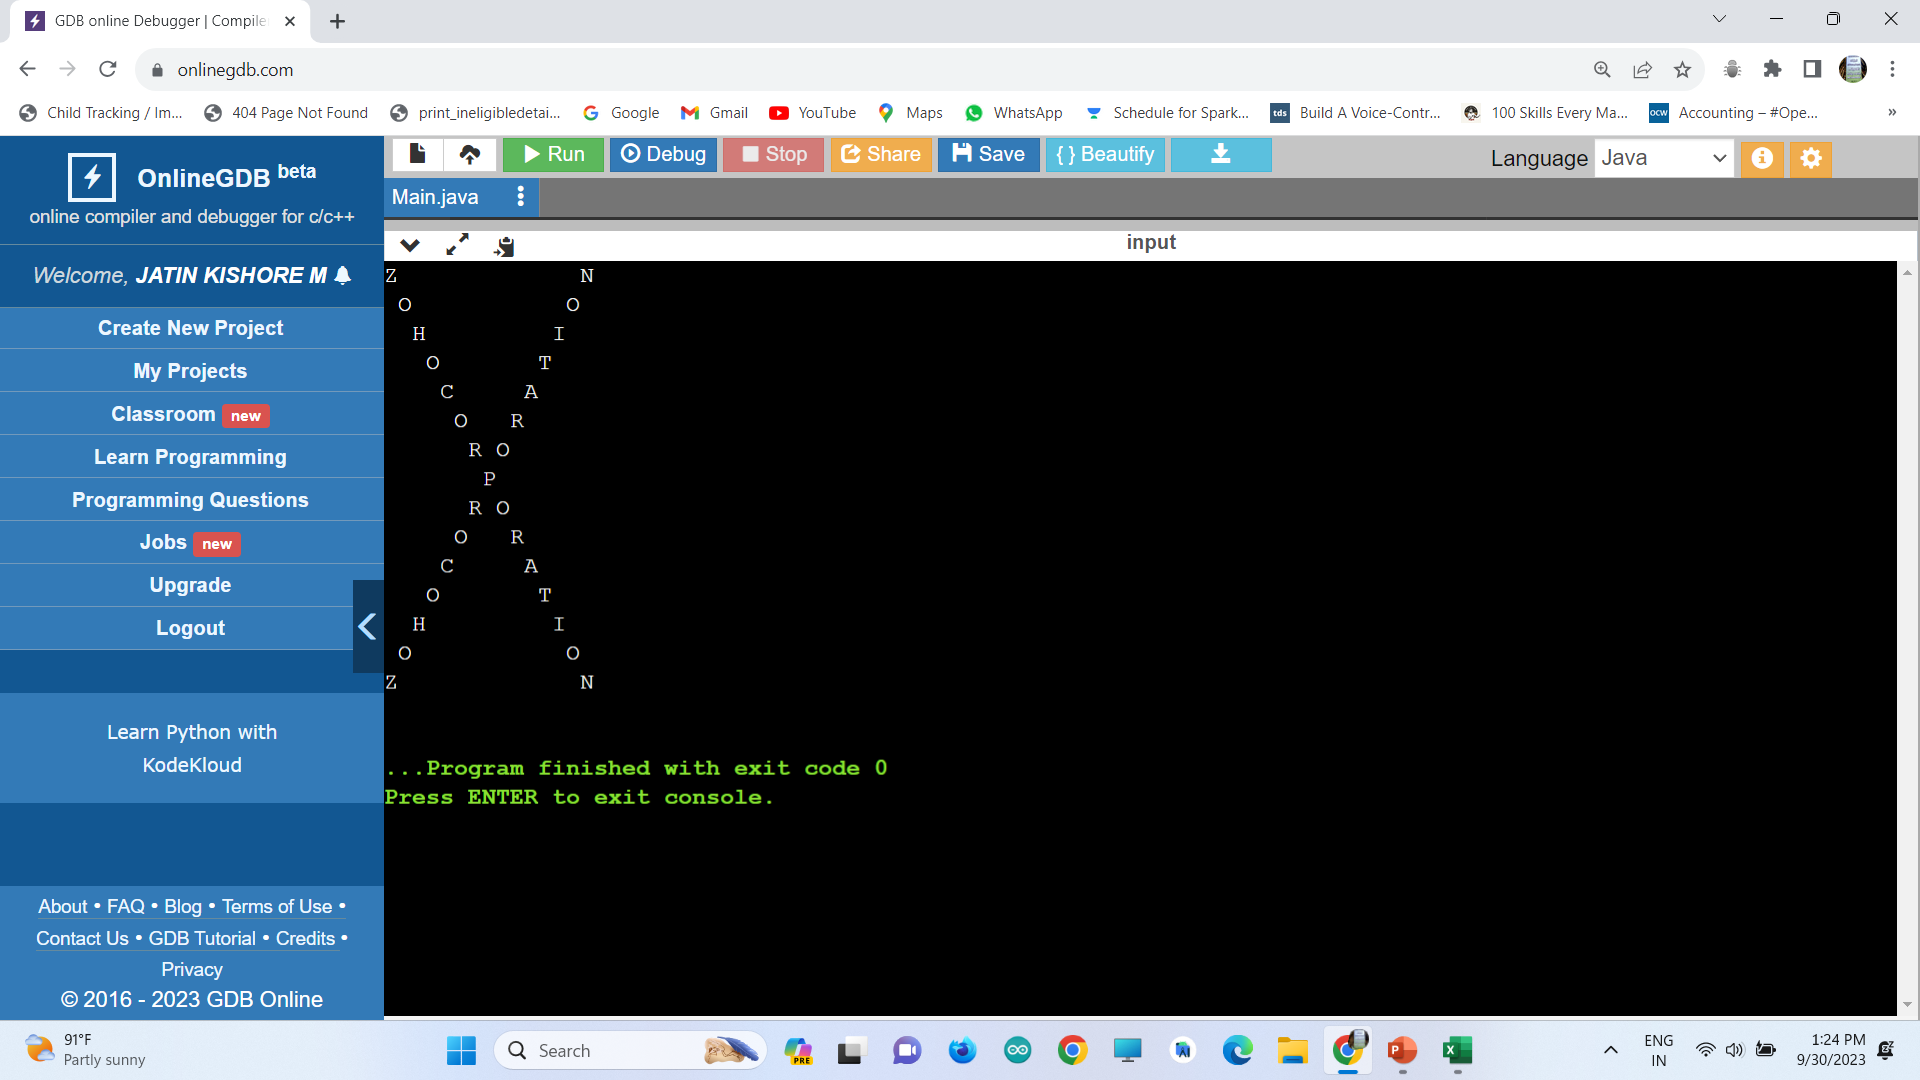 GDB online Debugger | Compile
onlinegdb.com
Child Tracking / Im... 404 Page Not Found print_ineligibledetai... Google Gmail YouTube Maps WhatsApp Schedule for Spark... tds Build A Voice-Contr... 100 Skills Every Ma... OCW Accounting – #Ope... »
OnlineGDB beta
online compiler and debugger for c/c++
Welcome, JATIN KISHORE M
Create New Project
My Projects
Classroom new
Learn Programming
Programming Questions
Jobs new
Upgrade
Logout
Learn Python with
KodeKloud
About • FAQ • Blog • Terms of Use •
Contact Us • GDB Tutorial • Credits •
Privacy
© 2016 - 2023 GDB Online
Run Debug Stop Share Save { } Beautify Language Java
Main.java
input
Z             N
 O           O
  H         I
   O       T
    C     A
     O   R
      R O
       P
      R O
     O   R
    C     A
   O       T
  H         I
 O           O
Z             N
...Program finished with exit code 0
Press ENTER to exit console.
91°F
Partly sunny
Search
PRE
ENG
IN
1:24 PM
9/30/2023